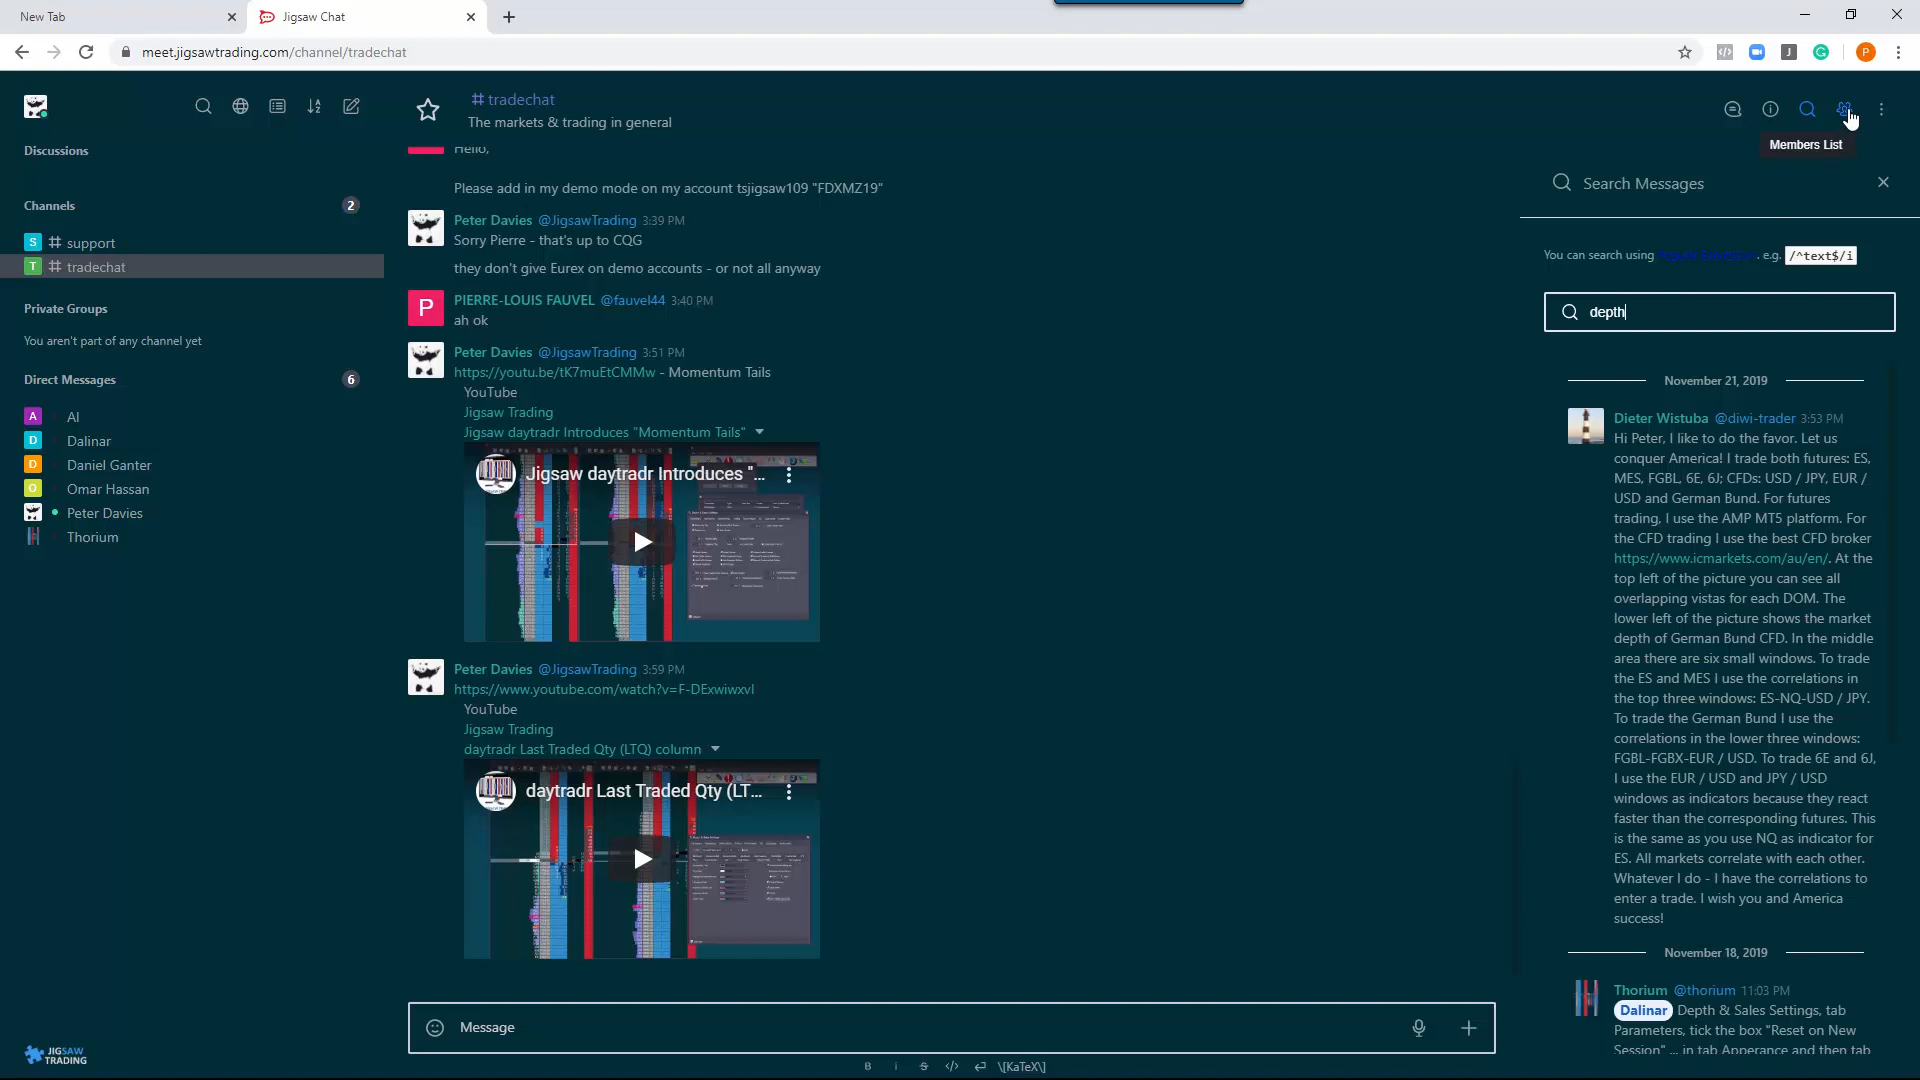 New Tab
Jigsaw Chat
meet.jigsawtrading.com/channel/tradechat
J
P
# tradechat
The markets & trading in general
Members List
Discussions
Channels
2
S # support
T # tradechat
Private Groups
You aren't part of any channel yet
Direct Messages
6
A AI
D Dalinar
D Daniel Ganter
O Omar Hassan
Peter Davies
Thorium
JIGSAW
TRADING
Hello,
Please add in my demo mode on my account tsjigsaw109 "FDXMZ19"
Peter Davies @JigsawTrading 3:39 PM
Sorry Pierre - that's up to CQG
they don't give Eurex on demo accounts - or not all anyway
P
PIERRE-LOUIS FAUVEL @fauvel44 3:40 PM
ah ok
Peter Davies @JigsawTrading 3:51 PM
https://youtu.be/tK7muEtCMMw - Momentum Tails
YouTube
Jigsaw Trading
Jigsaw daytradr Introduces "Momentum Tails"
Jigsaw daytradr Introduces "...
Peter Davies @JigsawTrading 3:59 PM
https://www.youtube.com/watch?v=F-DExwiwxvI
YouTube
Jigsaw Trading
daytradr Last Traded Qty (LTQ) column
daytradr Last Traded Qty (LT...
Message
B i S </> \[KaTeX\]
Search Messages
You can search using
. e.g. /^text$/i
depth
November 21, 2019
Dieter Wistuba @diwi-trader 3:53 PM
Hi Peter, I like to do the favor. Let us
conquer America! I trade both futures: ES,
MES, FGBL, 6E, 6J; CFDs: USD / JPY, EUR /
USD and German Bund. For futures
trading, I use the AMP MT5 platform. For
the CFD trading I use the best CFD broker
https://www.icmarkets.com/au/en/. At the
top left of the picture you can see all
overlapping vistas for each DOM. The
lower left of the picture shows the market
depth of German Bund CFD. In the middle
area there are six small windows. To trade
the ES and MES I use the correlations in
the top three windows: ES-NQ-USD / JPY.
To trade the German Bund I use the
correlations in the lower three windows:
FGBL-FGBX-EUR / USD. To trade 6E and 6J,
I use the EUR / USD and JPY / USD
windows as indicators because they react
faster than the corresponding futures. This
is the same as you use NQ as indicator for
ES. All markets correlate with each other.
Whatever I do - I have the correlations to
enter a trade. I wish you and America
success!
November 18, 2019
Thorium @thorium 11:03 PM
Dalinar Depth & Sales Settings, tab
Parameters, tick the box "Reset on New
Session" ... in tab Apperance and then tab